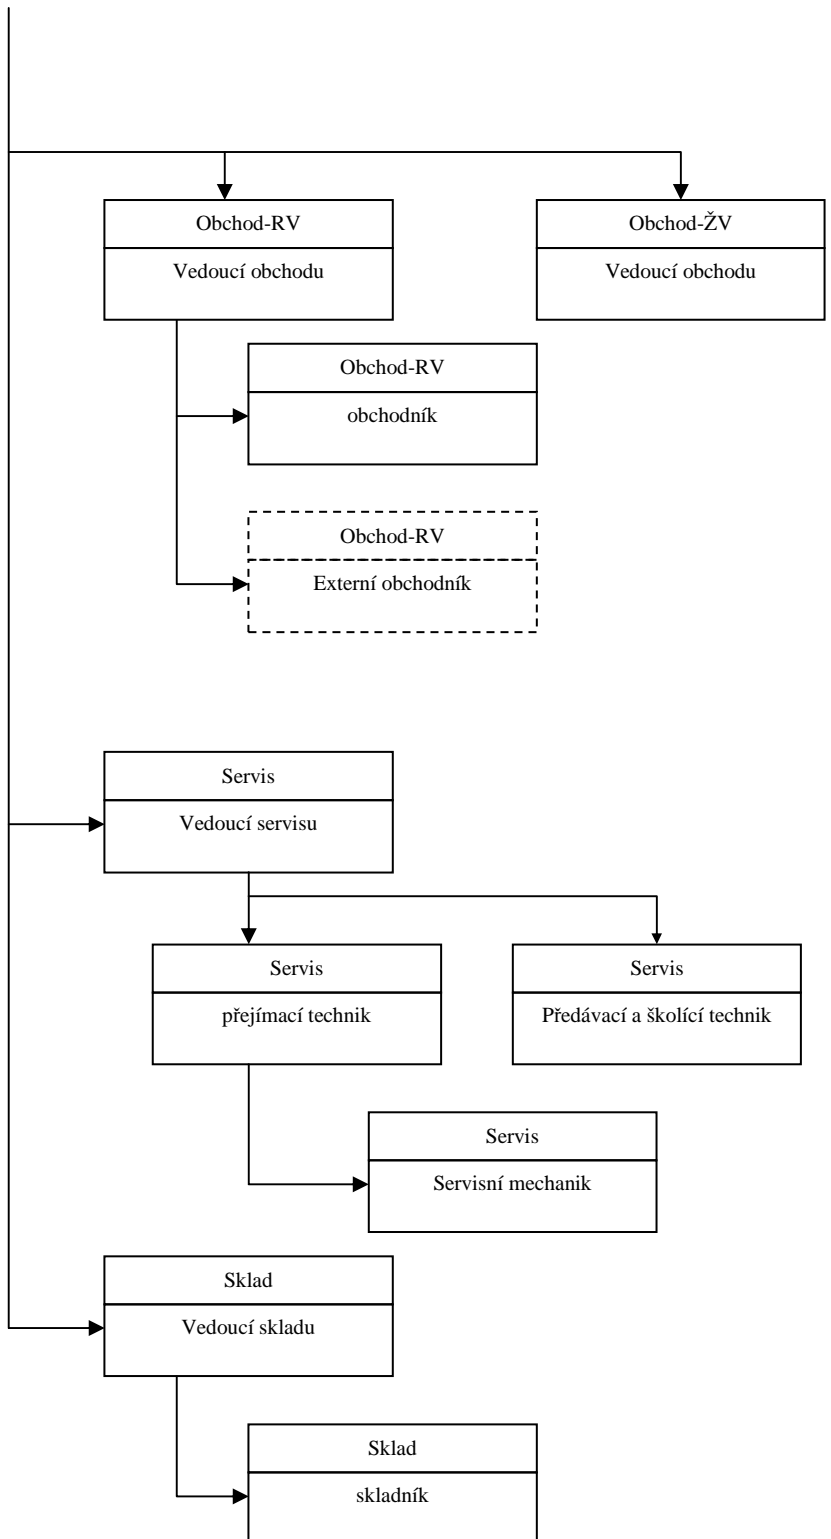 Obchod-RV
Vedoucí obchodu
Obchod-ŽV
Vedoucí obchodu
Obchod-RV
obchodník
Obchod-RV
Externí obchodník
Servis
Vedoucí servisu
Servis
přejímací technik
Servis
Předávací a školící technik
Servis
Servisní mechanik
Sklad
Vedoucí skladu
Sklad
skladník